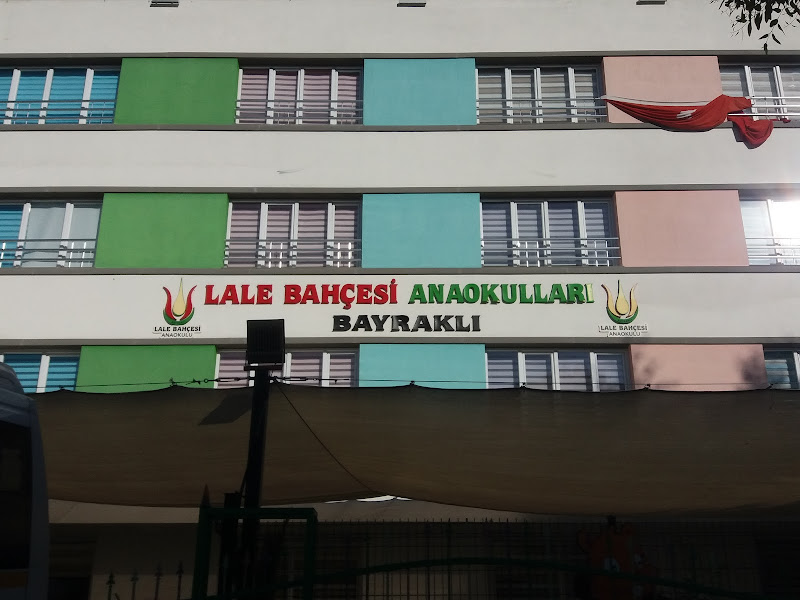 LALE BAHÇESİ ANAOKULLARI
BAYRAKLI
LALE BAHÇESİ
ANAOKULU
LALE BAHÇESİ
ANAOKULU